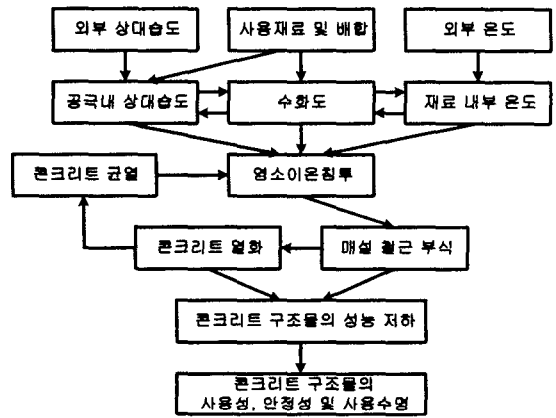 외부 상대습도
사용재료 및 배합
외부 온도
공극내 상대습도
수화도
재료 내부 온도
콘크리트 균열
염소이온침투
콘크리트 열화
매설 철근 부식
콘크리트 구조물의 성능 저하
콘크리트 구조물의
사용성, 안정성 및 사용수명